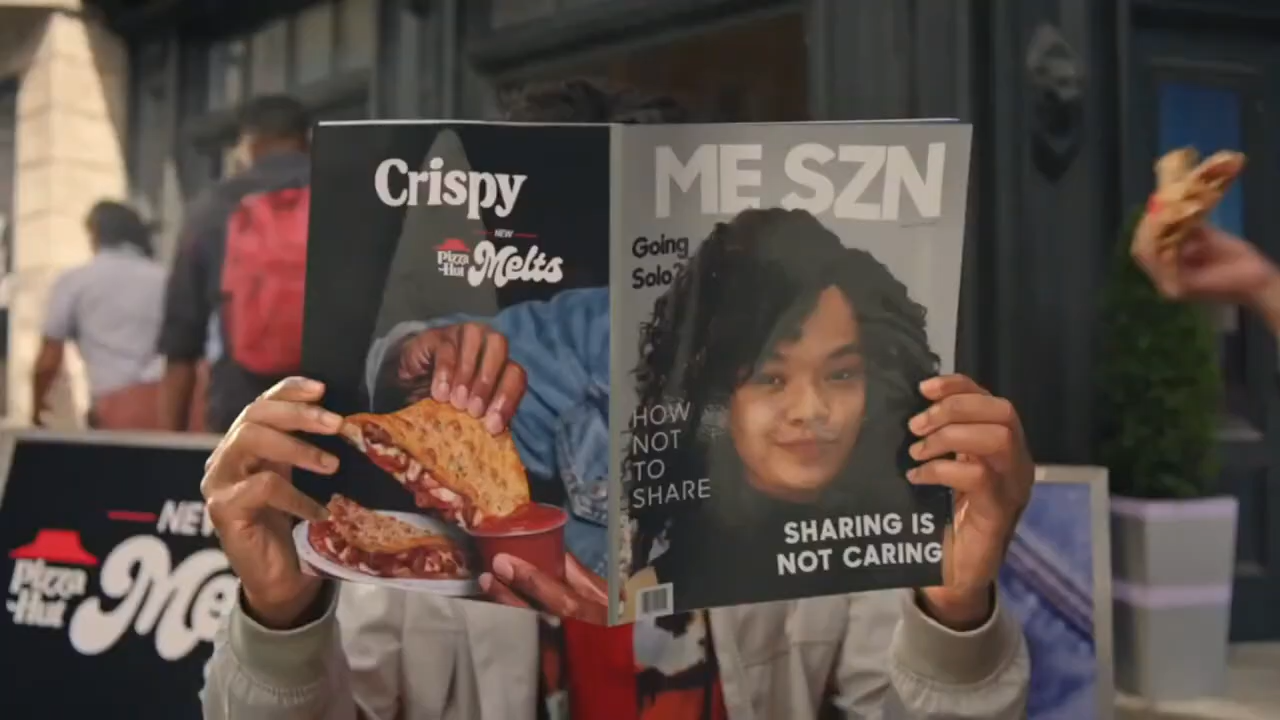 Crispy
NEW
Pizza
Hut
Melts
ME SZN
Going
Solo?
HOW
NOT
TO
SHARE
SHARING IS
NOT CARING
NEW
Pizza
Hut
Me